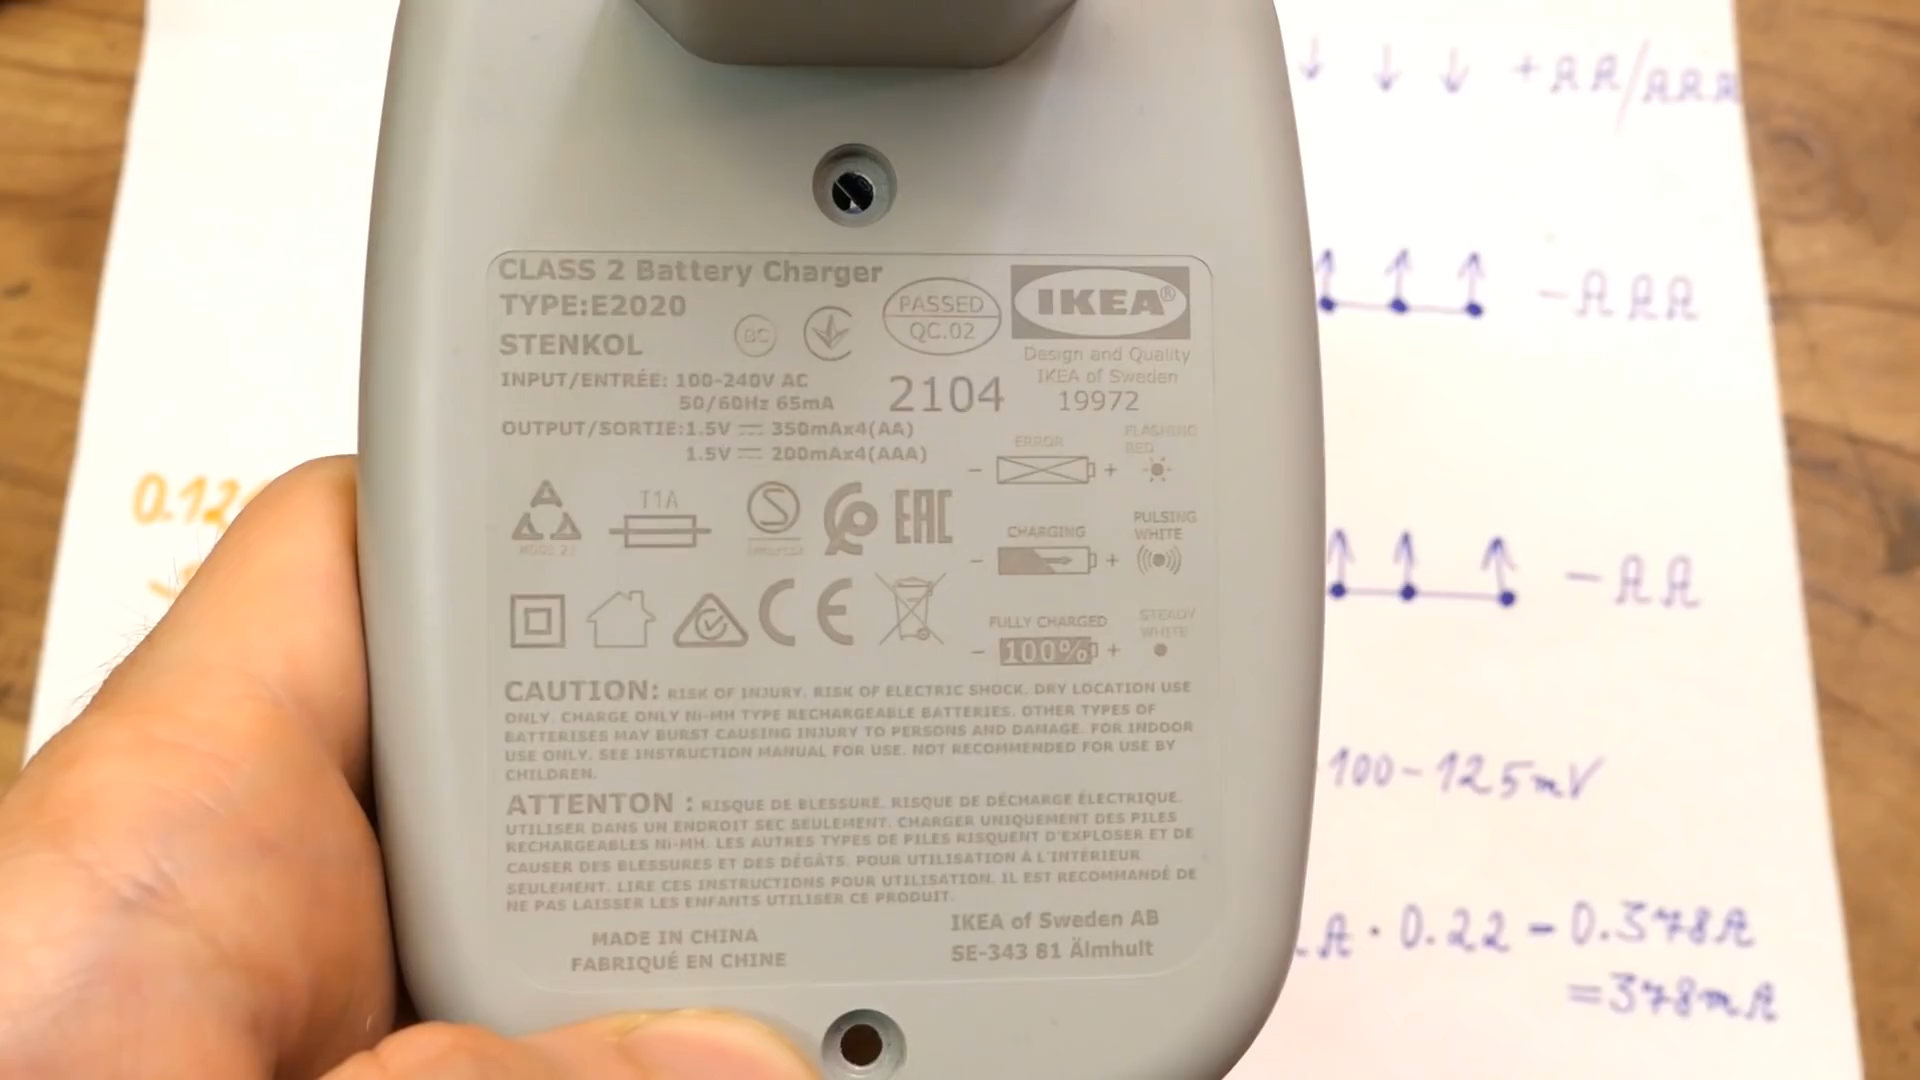 CLASS 2 Battery Charger
TYPE:E2020
STENKOL
BC
PASSED
QC.02
IKEA®
Design and Quality
IKEA of Sweden
19972
2104
INPUT/ENTRÉE: 100-240V AC
50/60Hz 65mA
OUTPUT/SORTIE:1.5V ⎓ 350mAx4(AA)
1.5V ⎓ 200mAx4(AAA)
ERROR
FLASHING
RED
- +
T1A
S
EAC
CHARGING
PULSING
WHITE
- +
CE
FULLY CHARGED
STEADY
WHITE
- 100% +
CAUTION: RISK OF INJURY. RISK OF ELECTRIC SHOCK. DRY LOCATION USE
ONLY. CHARGE ONLY Ni-MH TYPE RECHARGEABLE BATTERIES. OTHER TYPES OF
BATTERISES MAY BURST CAUSING INJURY TO PERSONS AND DAMAGE. FOR INDOOR
USE ONLY. SEE INSTRUCTION MANUAL FOR USE. NOT RECOMMENDED FOR USE BY
CHILDREN.
ATTENTON : RISQUE DE BLESSURE. RISQUE DE DÉCHARGE ÉLECTRIQUE.
UTILISER DANS UN ENDROIT SEC SEULEMENT. CHARGER UNIQUEMENT DES PILES
RECHARGEABLES Ni-MH. LES AUTRES TYPES DE PILES RISQUENT D'EXPLOSER ET DE
CAUSER DES BLESSURES ET DES DÉGÂTS. POUR UTILISATION À L'INTÉRIEUR
SEULEMENT. LIRE CES INSTRUCTIONS POUR UTILISATION. IL EST RECOMMANDÉ DE
NE PAS LAISSER LES ENFANTS UTILISER CE PRODUIT.
MADE IN CHINA
FABRIQUÉ EN CHINE
IKEA of Sweden AB
SE-343 81 Älmhult
+AA/AAA
-AAA
-AA
100-125mV
A · 0.22 - 0.378A
=378mA
0.12